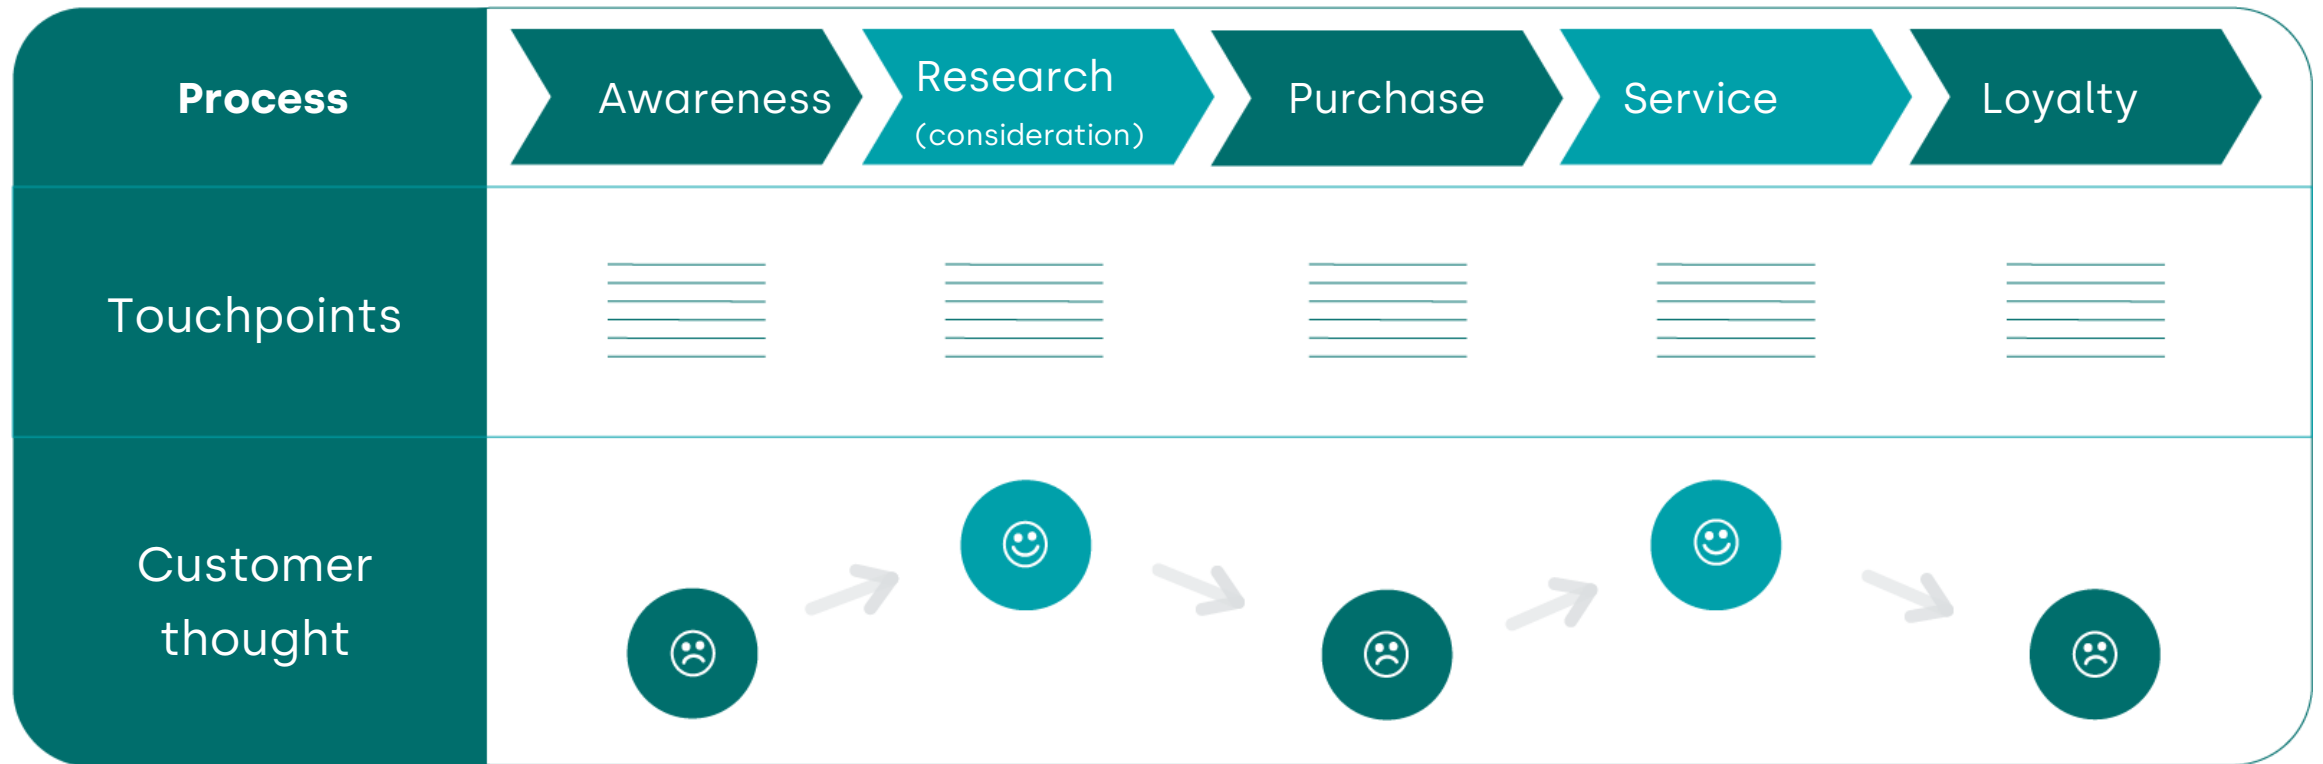 Process
Awareness
Research
(consideration)
Purchase
Service
Loyalty
Touchpoints
Customer
thought